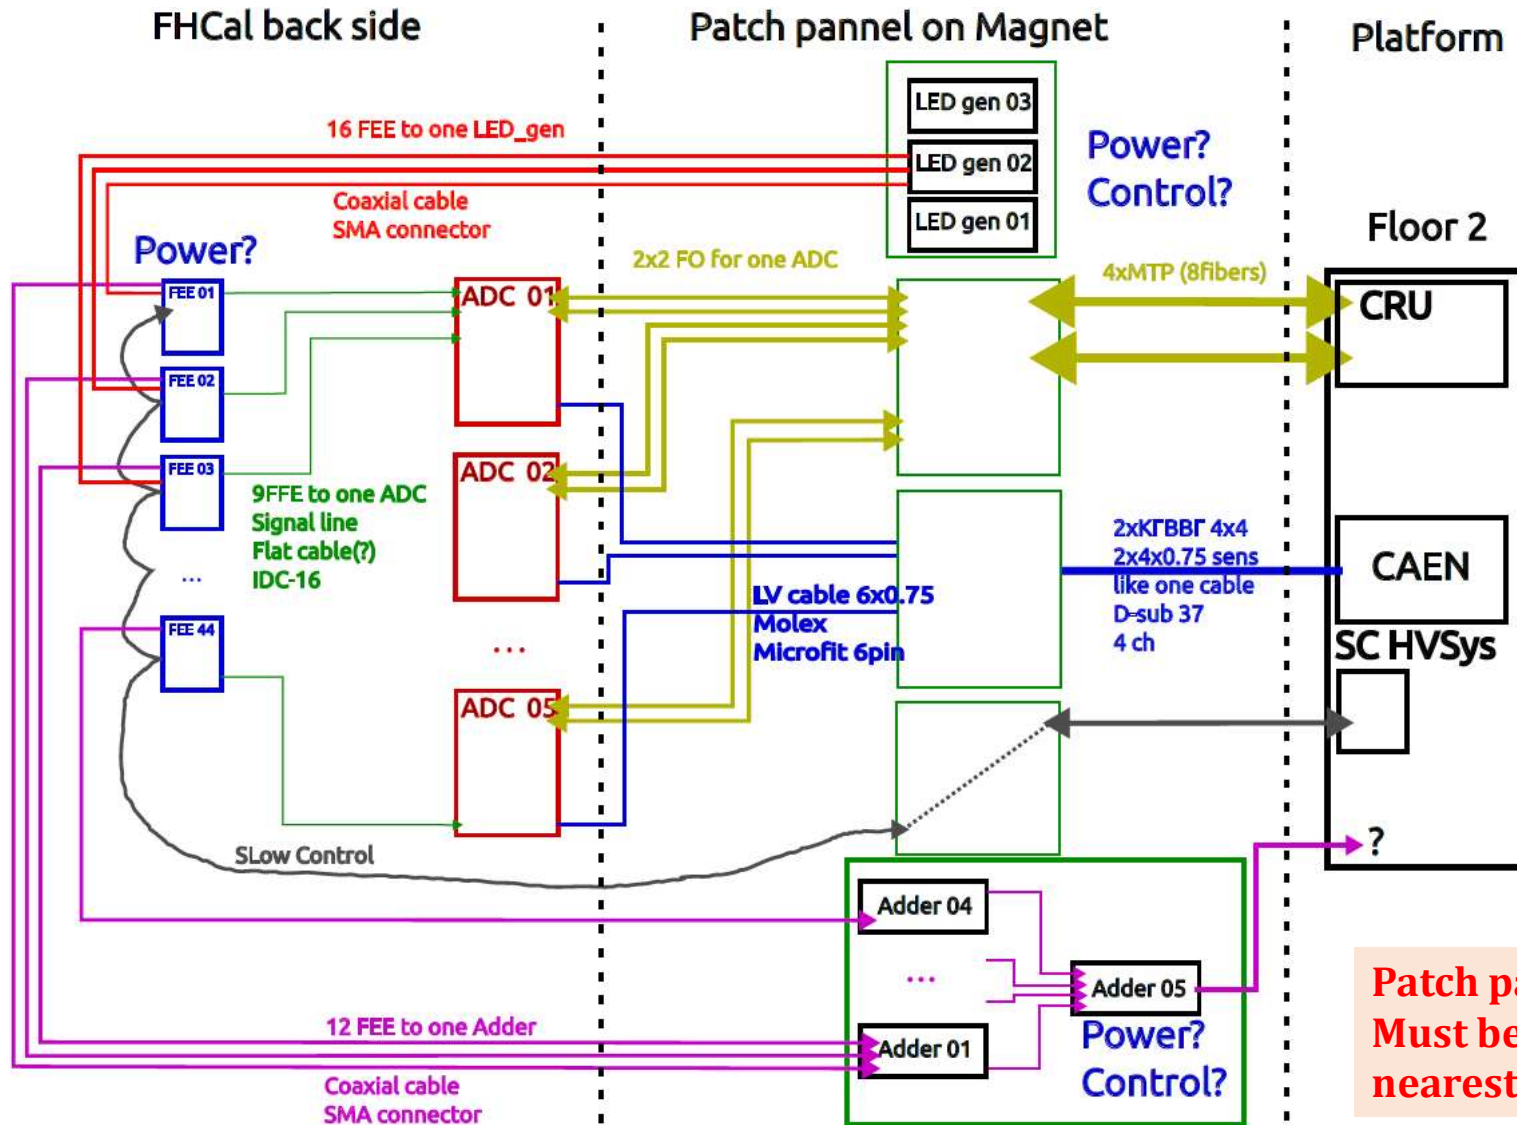 FHCal back side
Patch pannel on Magnet
Platform
LED gen 03
LED gen 02
LED gen 01
Power?
Control?
16 FEE to one LED_gen
Coaxial cable
SMA connector
Power?
Floor 2
2x2 FO for one ADC
4xMTP (8fibers)
FEE 01
FEE 02
FEE 03
...
FEE 44
ADC 01
ADC 02
...
ADC 05
CRU
9FFE to one ADC
Signal line
Flat cable(?)
IDC-16
LV cable 6x0.75
Molex
Microfit 6pin
2xКГВВГ 4x4
2x4x0.75 sens
like one cable
D-sub 37
4 ch
CAEN
SC HVSys
?
SLow Control
Adder 04
...
Adder 05
Adder 01
Power?
Control?
12 FEE to one Adder
Coaxial cable
SMA connector
Patch
Must be
nearest